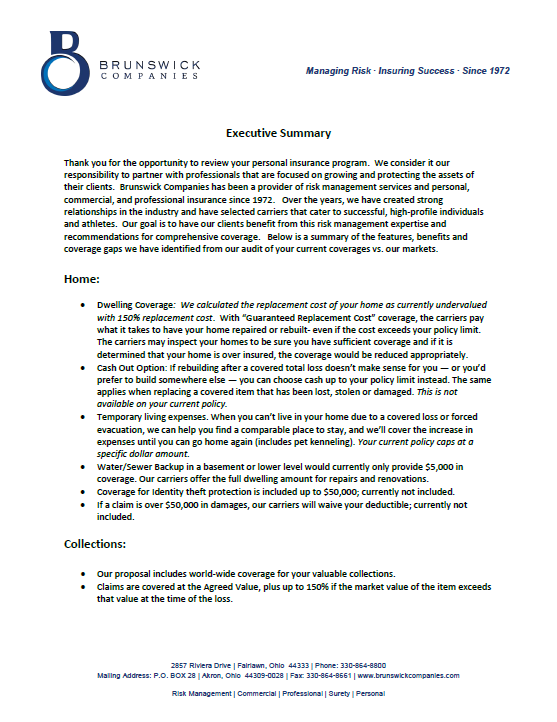 BRUNSWICK
COMPANIES
Managing Risk · Insuring Success · Since 1972
Executive Summary
Thank you for the opportunity to review your personal insurance program. We consider it our
responsibility to partner with professionals that are focused on growing and protecting the assets of
their clients. Brunswick Companies has been a provider of risk management services and personal,
commercial, and professional insurance since 1972. Over the years, we have created strong
relationships in the industry and have selected carriers that cater to successful, high-profile individuals
and athletes. Our goal is to have our clients benefit from this risk management expertise and
recommendations for comprehensive coverage. Below is a summary of the features, benefits and
coverage gaps we have identified from our audit of your current coverages vs. our markets.
Home:
• Dwelling Coverage: We calculated the replacement cost of your home as currently undervalued
with 150% replacement cost. With “Guaranteed Replacement Cost” coverage, the carriers pay
what it takes to have your home repaired or rebuilt- even if the cost exceeds your policy limit.
The carriers may inspect your homes to be sure you have sufficient coverage and if it is
determined that your home is over insured, the coverage would be reduced appropriately.
• Cash Out Option: If rebuilding after a covered total loss doesn’t make sense for you — or you’d
prefer to build somewhere else — you can choose cash up to your policy limit instead. The same
applies when replacing a covered item that has been lost, stolen or damaged. This is not
available on your current policy.
• Temporary living expenses. When you can’t live in your home due to a covered loss or forced
evacuation, we can help you find a comparable place to stay, and we’ll cover the increase in
expenses until you can go home again (includes pet kenneling). Your current policy caps at a
specific dollar amount.
• Water/Sewer Backup in a basement or lower level would currently only provide $5,000 in
coverage. Our carriers offer the full dwelling amount for repairs and renovations.
• Coverage for Identity theft protection is included up to $50,000; currently not included.
• If a claim is over $50,000 in damages, our carriers will waive your deductible; currently not
included.
Collections:
• Our proposal includes world-wide coverage for your valuable collections.
• Claims are covered at the Agreed Value, plus up to 150% if the market value of the item exceeds
that value at the time of the loss.
2857 Riviera Drive | Fairlawn, Ohio 44333 | Phone: 330-864-8800
Mailing Address: P.O. BOX 28 | Akron, Ohio 44309-0028 | Fax: 330-864-8661 | www.brunswickcompanies.com
Risk Management | Commercial | Professional | Surety | Personal